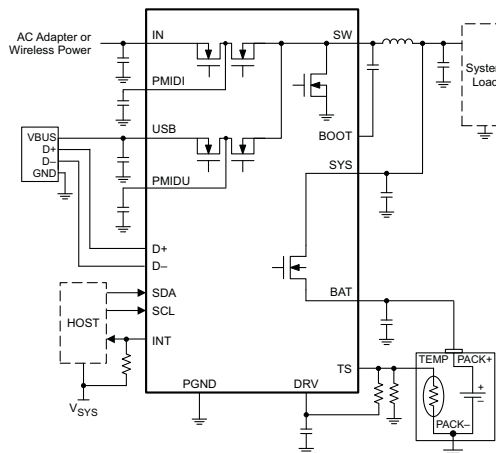 AC Adapter or
Wireless Power
IN
SW
PMIDI
BOOT
USB
VBUS
D+
D–
GND
PMIDU
SYS
System
Load
D+
D–
HOST
SDA
SCL
INT
BAT
TS
TEMP PACK+
+
–
PACK–
PGND
DRV
VSYS